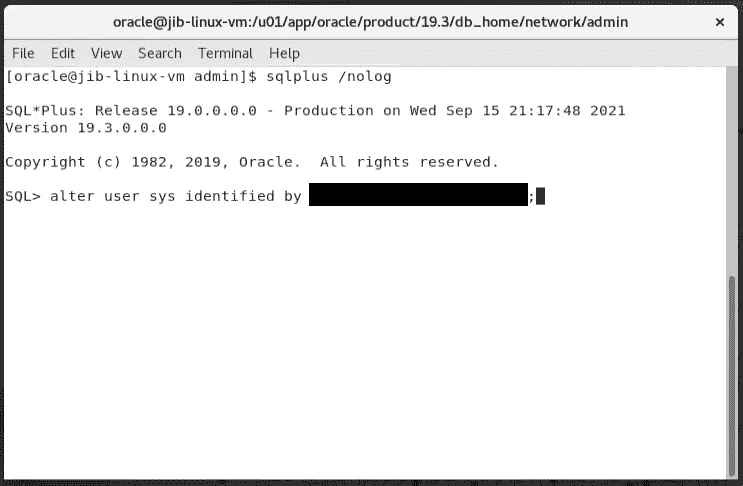 oracle@jib-linux-vm:/u01/app/oracle/product/19.3/db_home/network/admin ×
File Edit View Search Terminal Help
[oracle@jib-linux-vm admin]$ sqlplus /nolog
SQL*Plus: Release 19.0.0.0.0 - Production on Wed Sep 15 21:17:48 2021
Version 19.3.0.0.0
Copyright (c) 1982, 2019, Oracle.  All rights reserved.
SQL> alter user sys identified by ;